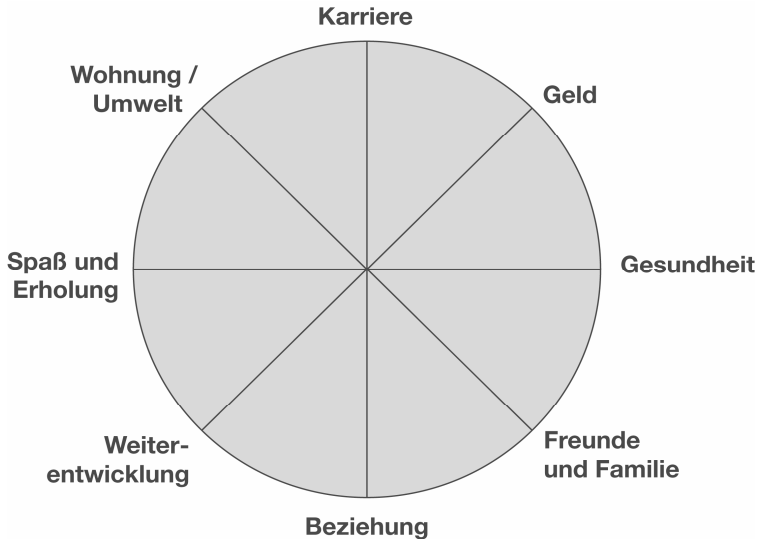 Karriere
Wohnung /
Umwelt
Geld
Spaß und
Erholung
Gesundheit
Weiter-
entwicklung
Freunde
und Familie
Beziehung